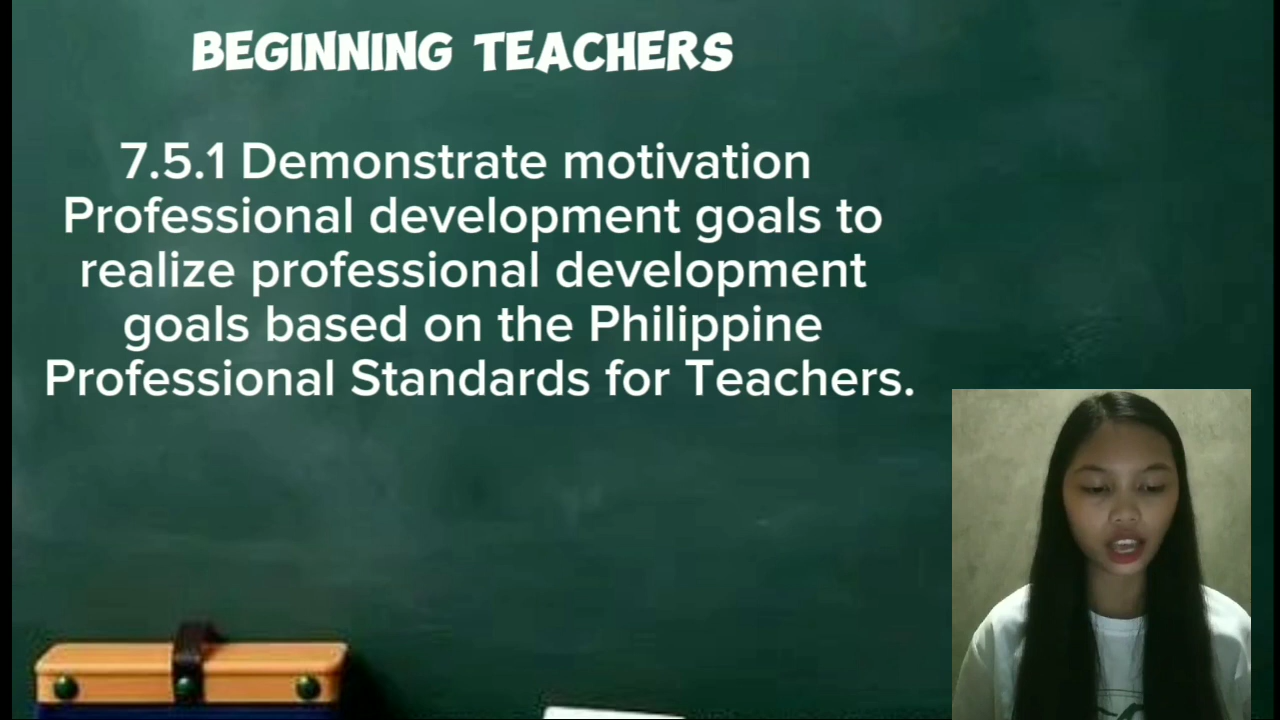 BEGINNING TEACHERS
7.5.1 Demonstrate motivation
Professional development goals to
realize professional development
goals based on the Philippine
Professional Standards for Teachers.